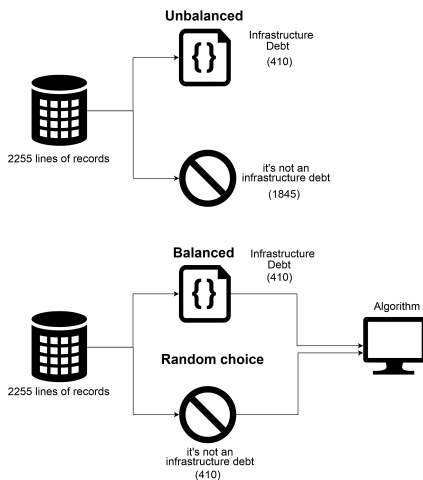 Unbalanced
Infrastructure
Debt
(410)
{}
2255 lines of records
it's not an
infrastructure debt
(1845)
Balanced
Infrastructure
Debt
(410)
{}
Algorithm
Random choice
2255 lines of records
it's not an
infrastructure debt
(410)